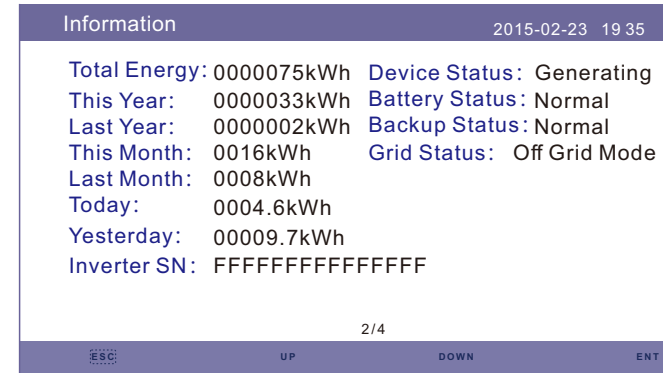 Information 2015-02-23 19 35
Total Energy: 0000075kWh Device Status: Generating
This Year: 0000033kWh Battery Status: Normal
Last Year: 0000002kWh Backup Status: Normal
This Month: 0016kWh Grid Status: Off Grid Mode
Last Month: 0008kWh
Today: 0004.6kWh
Yesterday: 00009.7kWh
Inverter SN: FFFFFFFFFFFFFFF
2/4
ESC UP DOWN ENT